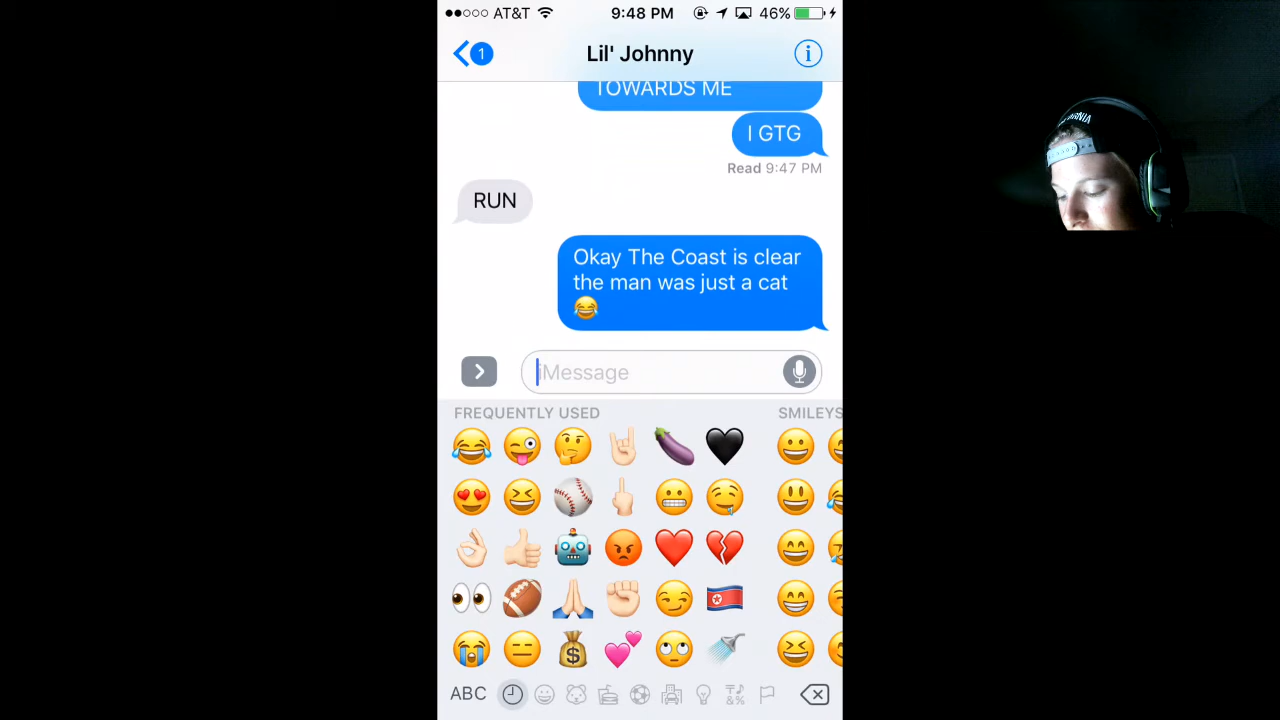 AT&T 9:48 PM 46%
1 Lil' Johnny i
TOWARDS ME
I GTG
Read 9:47 PM
RUN
Okay The Coast is clear
the man was just a cat
😂
iMessage
FREQUENTLY USED SMILEYS
ABC